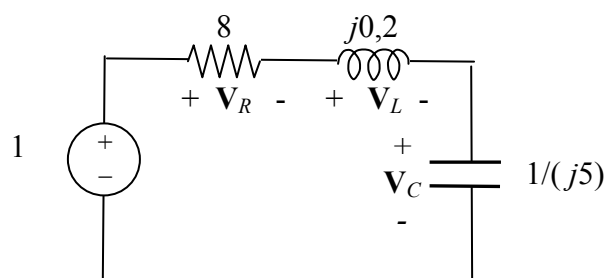 8 j0,2
+ V_R - + V_L -
1 + + 
− V_C 1/(j5)
-